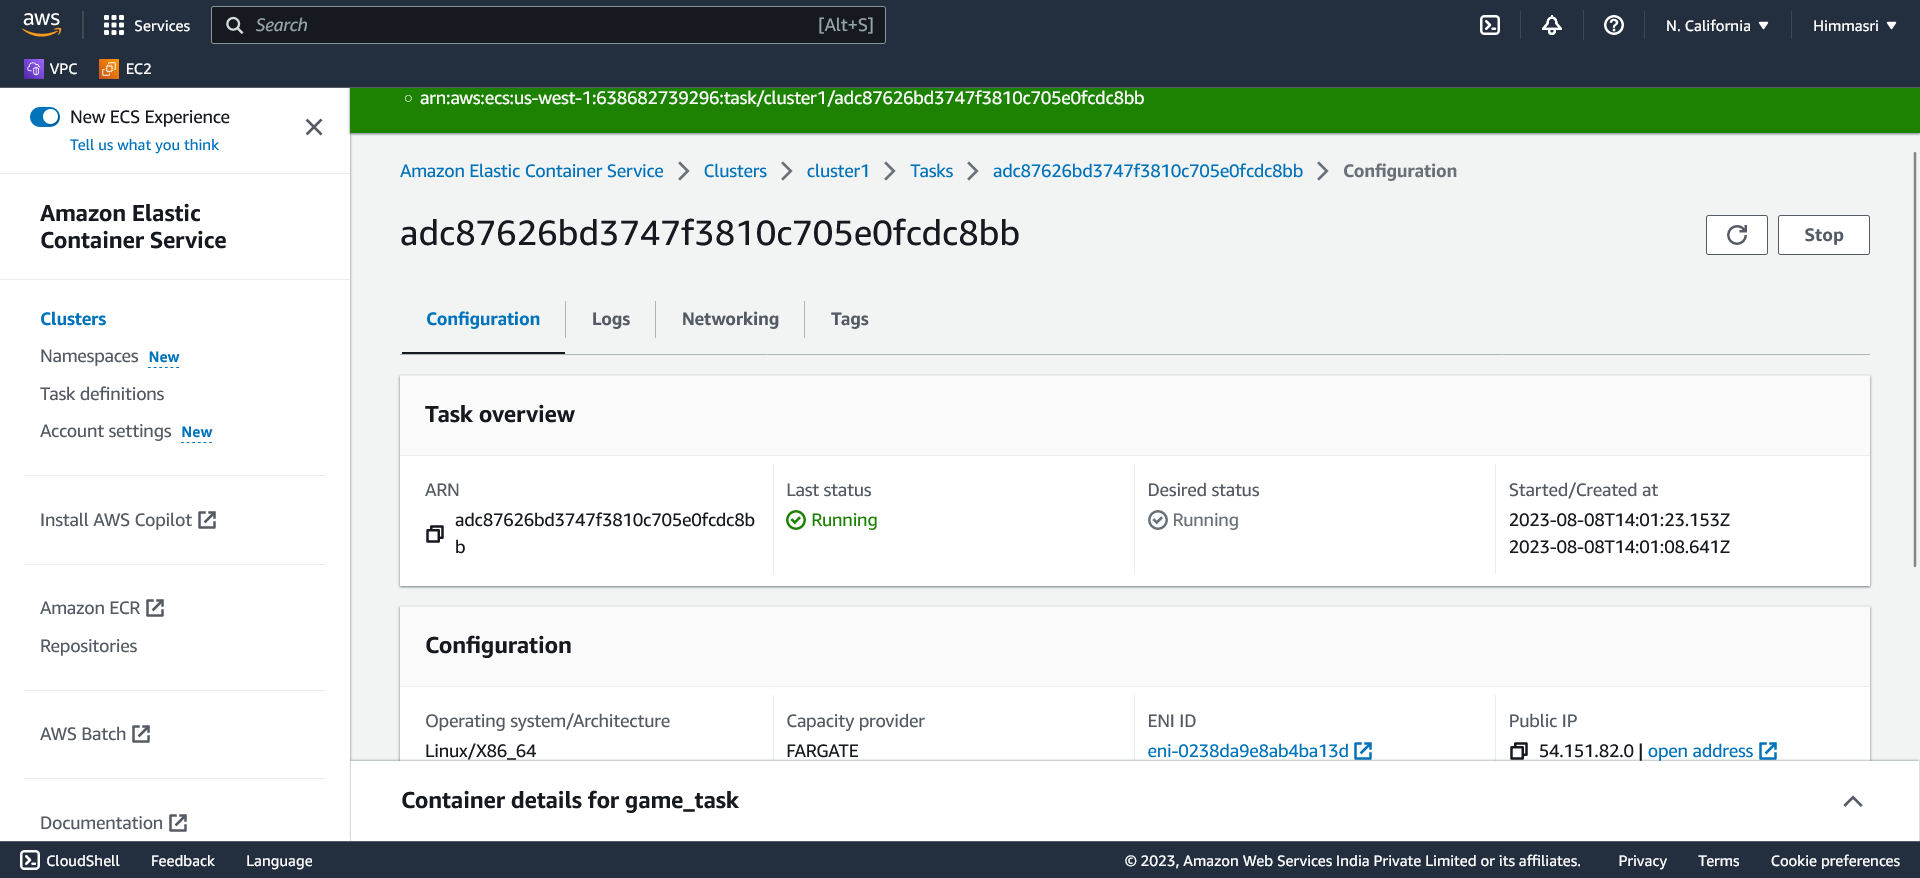 aws
Services
Search
[Alt+S]
N. California
Himmasri
VPC
EC2
New ECS Experience
Tell us what you think
Amazon Elastic
Container Service
Clusters
Namespaces New
Task definitions
Account settings New
Install AWS Copilot
Amazon ECR
Repositories
AWS Batch
Documentation
arn:aws:ecs:us-west-1:638682739296:task/cluster1/adc87626bd3747f3810c705e0fcdc8bb
Amazon Elastic Container Service > Clusters > cluster1 > Tasks > adc87626bd3747f3810c705e0fcdc8bb > Configuration
adc87626bd3747f3810c705e0fcdc8bb
Stop
Configuration
Logs
Networking
Tags
Task overview
ARN
adc87626bd3747f3810c705e0fcdc8b
b
Last status
Running
Desired status
Running
Started/Created at
2023-08-08T14:01:23.153Z
2023-08-08T14:01:08.641Z
Configuration
Operating system/Architecture
Linux/X86_64
Capacity provider
FARGATE
ENI ID
eni-0238da9e8ab4ba13d
Public IP
54.151.82.0 | open address
Container details for game_task
CloudShell
Feedback
Language
© 2023, Amazon Web Services India Private Limited or its affiliates.
Privacy
Terms
Cookie preferences